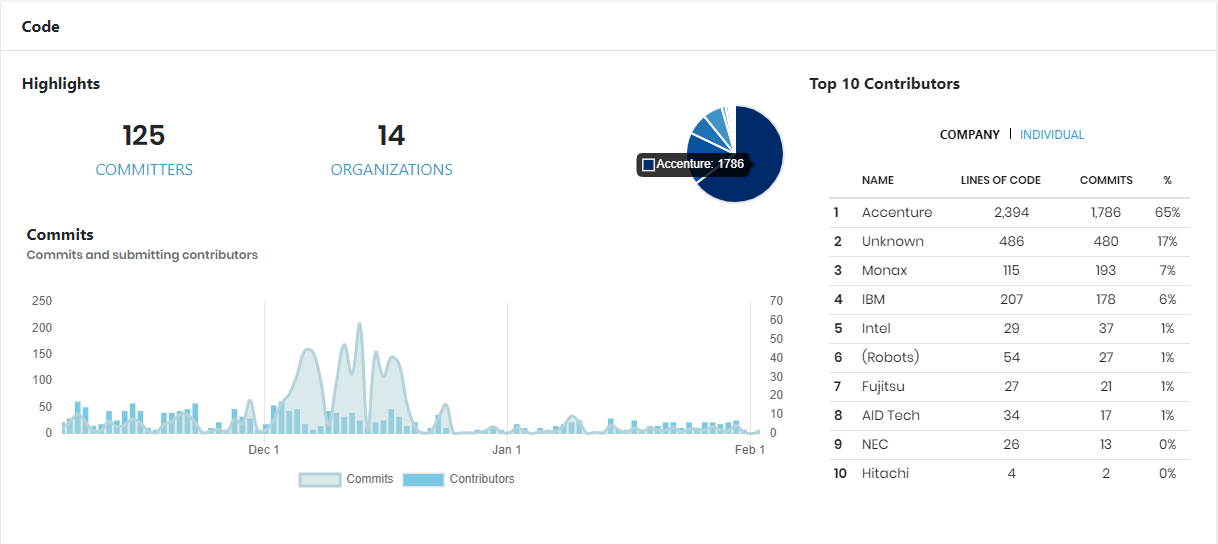 Code
Highlights
125
COMMITTERS
14
ORGANIZATIONS
Accenture: 1786
Commits
Commits and submitting contributors
250
200
150
100
50
0
70
60
50
40
30
20
10
0
Dec 1
Jan 1
Feb 1
Commits
Contributors
Top 10 Contributors
COMPANY | INDIVIDUAL
NAME LINES OF CODE COMMITS %
1 Accenture 2,394 1,786 65%
2 Unknown 486 480 17%
3 Monax 115 193 7%
4 IBM 207 178 6%
5 Intel 29 37 1%
6 (Robots) 54 27 1%
7 Fujitsu 27 21 1%
8 AID Tech 34 17 1%
9 NEC 26 13 0%
10 Hitachi 4 2 0%